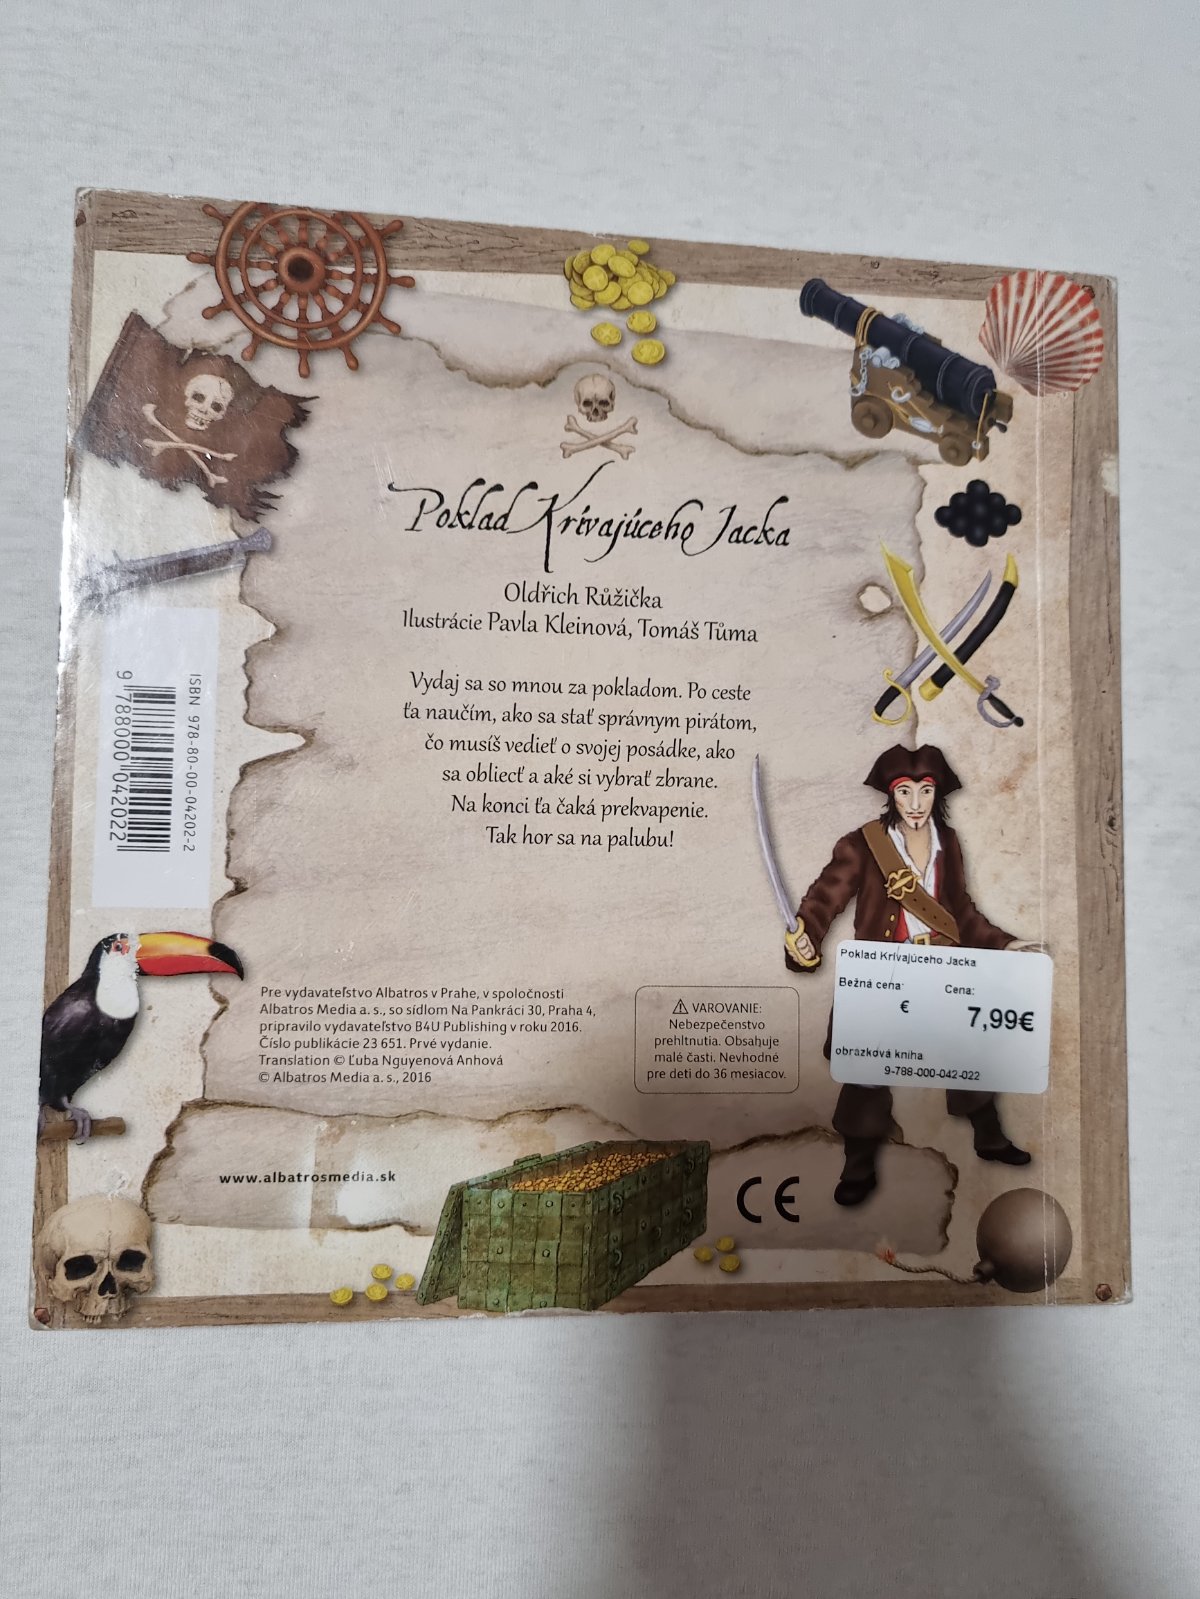 Poklad Krívajúceho Jacka
Oldřich Růžička
Ilustrácie Pavla Kleinová, Tomáš Tůma
Vydaj sa so mnou za pokladom. Po ceste
ťa naučím, ako sa stať správnym pirátom,
čo musíš vedieť o svojej posádke, ako
sa obliecť a aké si vybrať zbrane.
Na konci ťa čaká prekvapenie.
Tak hor sa na palubu!
ISBN 978-80-00-04202-2
9 788000 042022
Pre vydavateľstvo Albatros v Prahe, v spoločnosti
Albatros Media a. s., so sídlom Na Pankráci 30, Praha 4,
pripravilo vydavateľstvo B4U Publishing v roku 2016.
Číslo publikácie 23 651. Prvé vydanie.
Translation © Ľuba Nguyenová Anhová
© Albatros Media a. s., 2016
⚠ VAROVANIE:
Nebezpečenstvo
prehltnutia. Obsahuje
malé časti. Nevhodné
pre deti do 36 mesiacov.
Poklad Krívajúceho Jacka
Bežná cena: Cena:
€ 7,99€
obrázková kniha
9-788-000-042-022
www.albatrosmedia.sk
CE